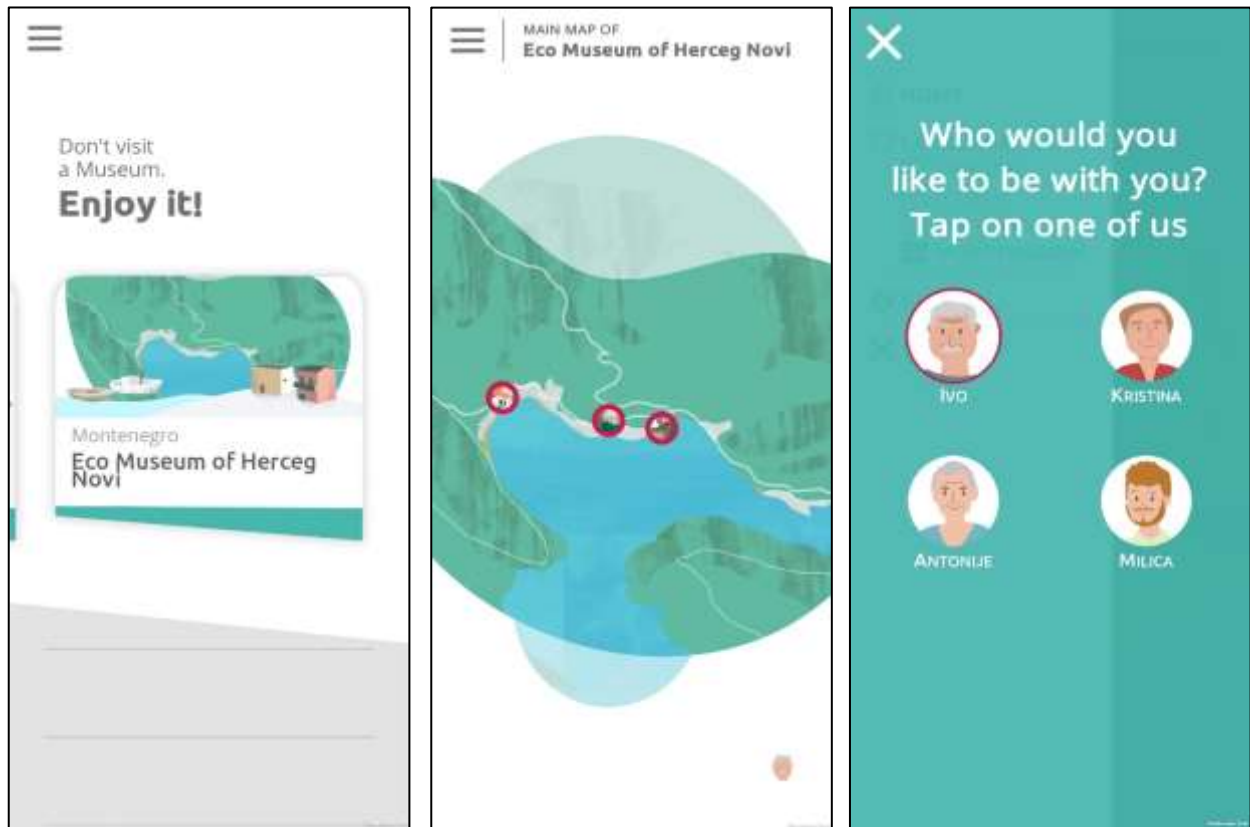 Don't visit
a Museum.
Enjoy it!
Montenegro
Eco Museum of Herceg
Novi
MAIN MAP OF
Eco Museum of Herceg Novi
Who would you
like to be with you?
Tap on one of us
IVO
KRISTINA
ANTONIJE
MILICA